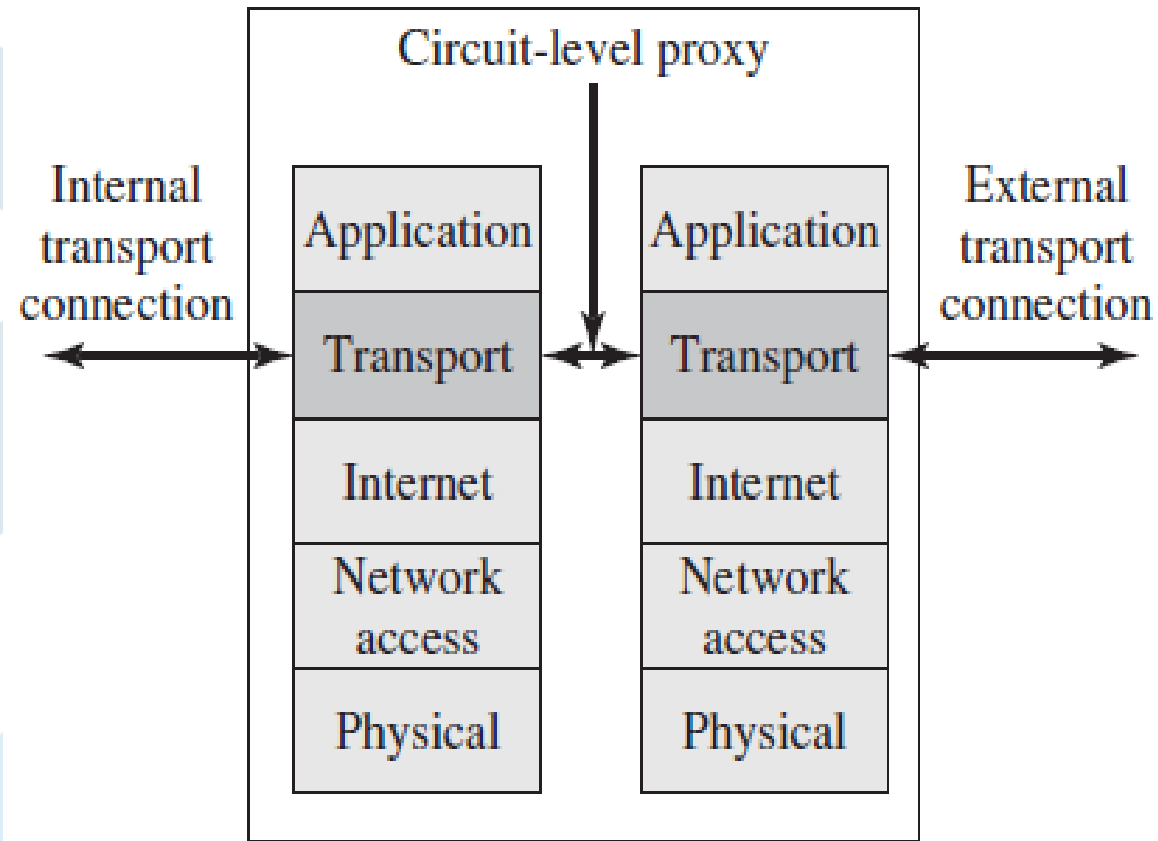 Circuit-level proxy
Internal
transport
connection
External
transport
connection
Application
Application
Transport
Transport
Internet
Internet
Network
access
Network
access
Physical
Physical